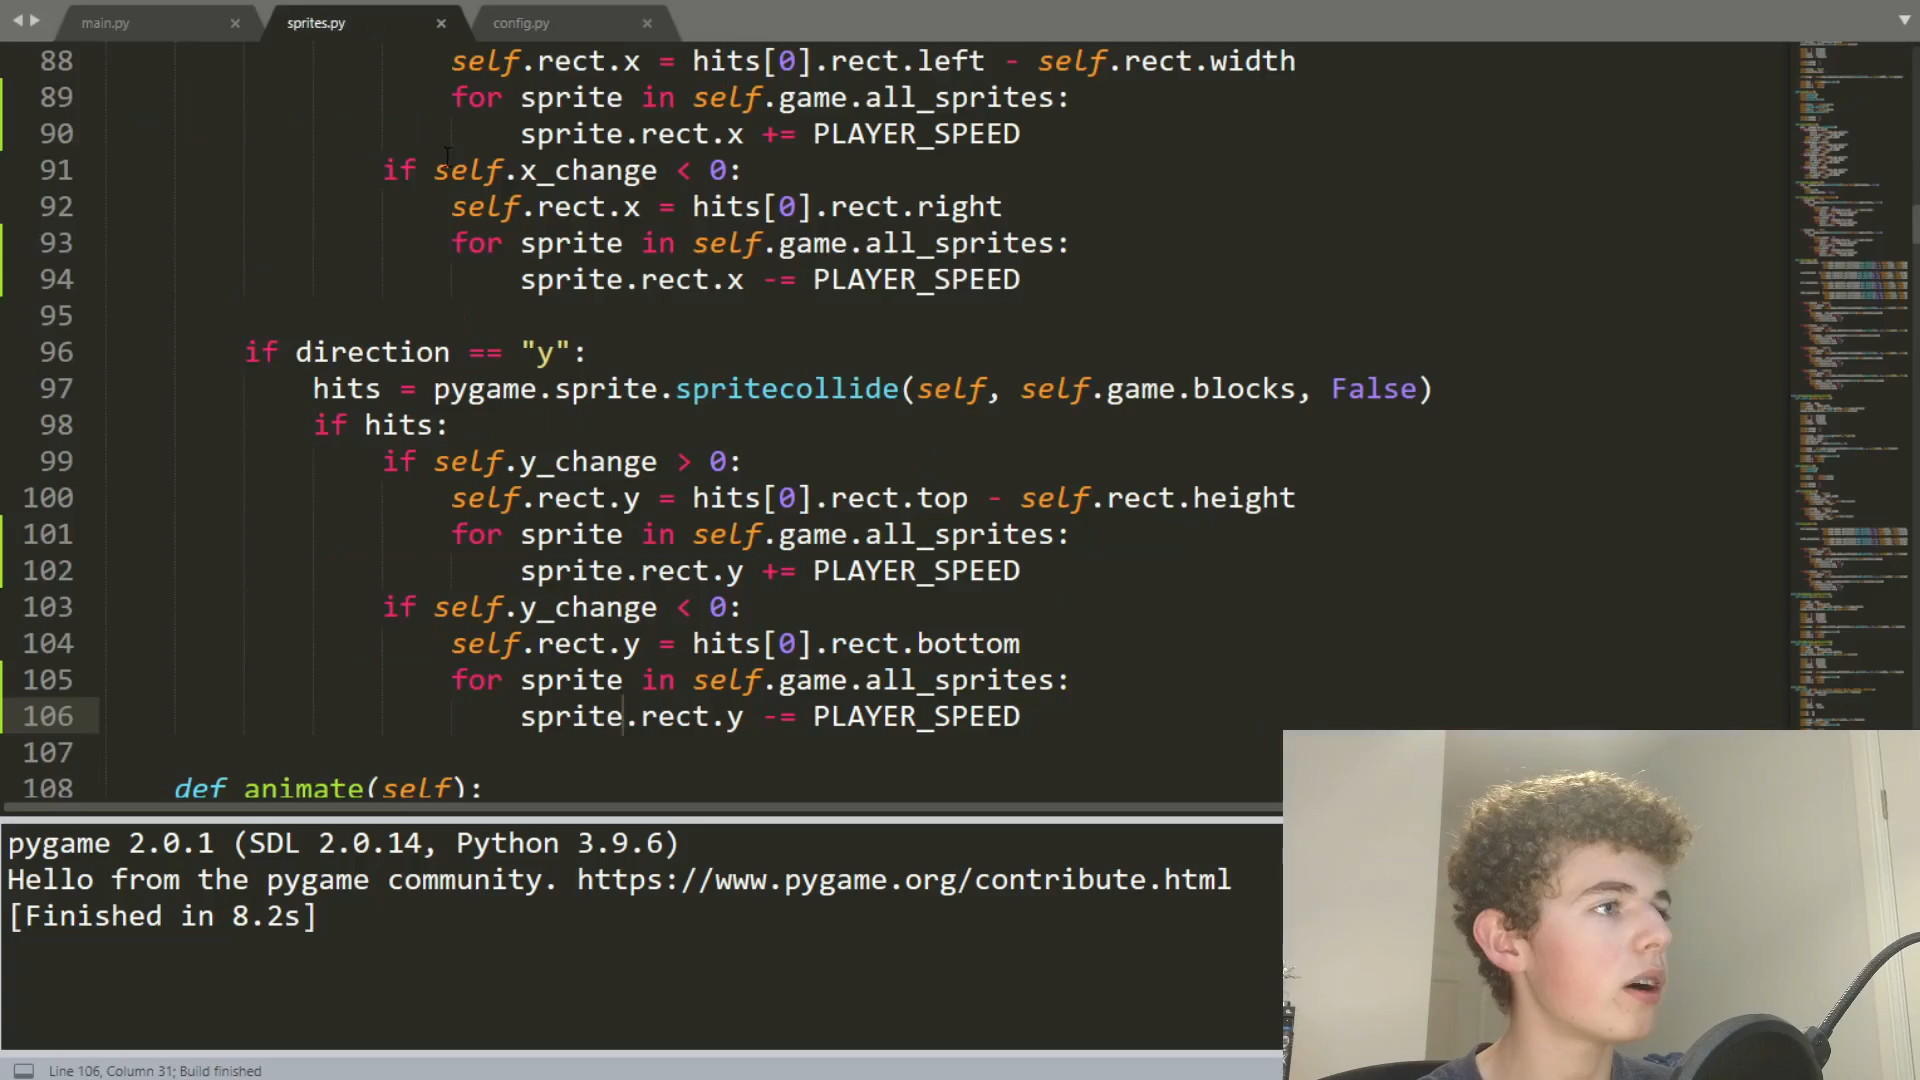 main.py × sprites.py × config.py ×
88 self.rect.x = hits[0].rect.left - self.rect.width
89 for sprite in self.game.all_sprites:
90 sprite.rect.x += PLAYER_SPEED
91 if self.x_change < 0:
92 self.rect.x = hits[0].rect.right
93 for sprite in self.game.all_sprites:
94 sprite.rect.x -= PLAYER_SPEED
95
96 if direction == "y":
97 hits = pygame.sprite.spritecollide(self, self.game.blocks, False)
98 if hits:
99 if self.y_change > 0:
100 self.rect.y = hits[0].rect.top - self.rect.height
101 for sprite in self.game.all_sprites:
102 sprite.rect.y += PLAYER_SPEED
103 if self.y_change < 0:
104 self.rect.y = hits[0].rect.bottom
105 for sprite in self.game.all_sprites:
106 sprite.rect.y -= PLAYER_SPEED
107
108 def animate(self):
pygame 2.0.1 (SDL 2.0.14, Python 3.9.6)
Hello from the pygame community. https://www.pygame.org/contribute.html
[Finished in 8.2s]
Line 106, Column 31; Build finished